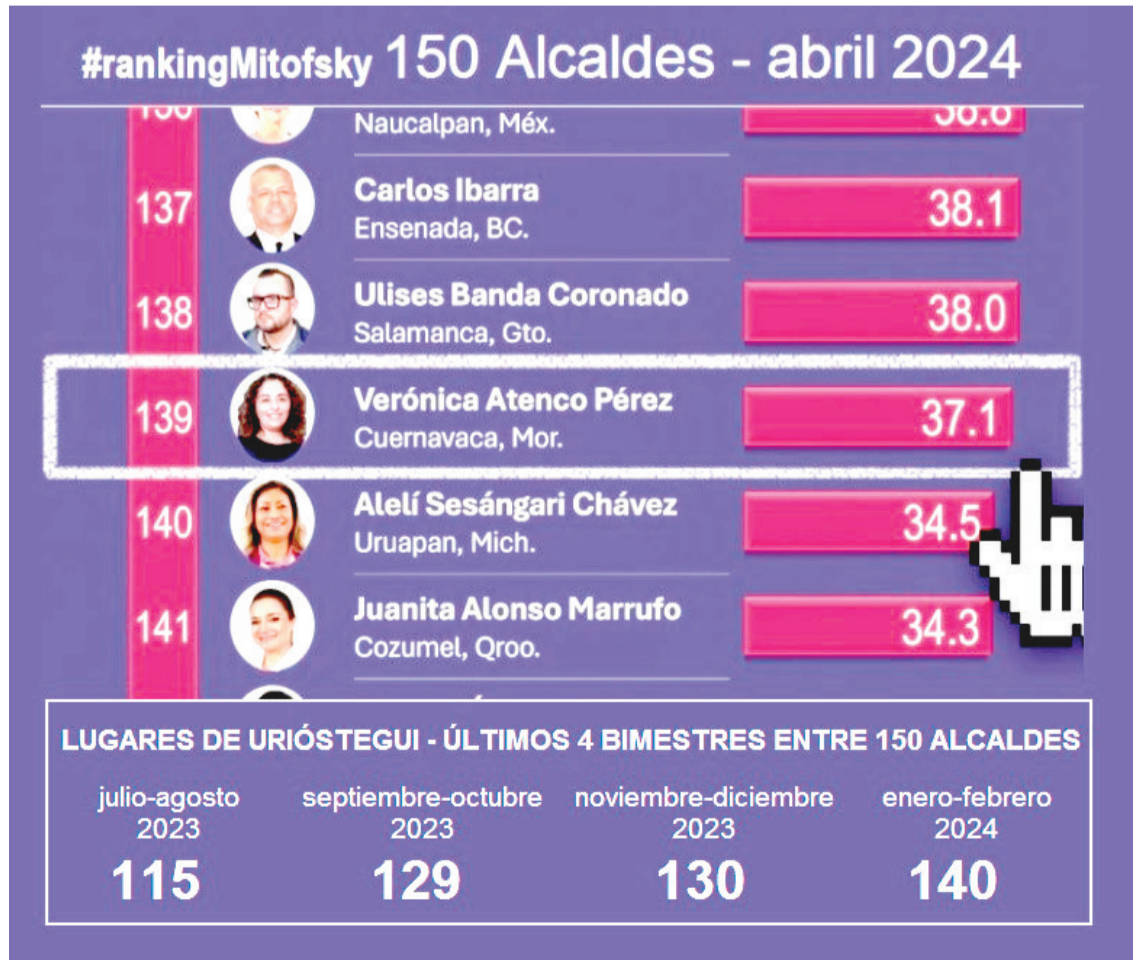 #rankingMitofsky 150 Alcaldes - abril 2024
Naucalpan, Méx.
137
Carlos Ibarra
Ensenada, BC.
38.1
138
Ulises Banda Coronado
Salamanca, Gto.
38.0
139
Verónica Atenco Pérez
Cuernavaca, Mor.
37.1
140
Alelí Sesángari Chávez
Uruapan, Mich.
34.5
141
Juanita Alonso Marrufo
Cozumel, Qroo.
34.3
LUGARES DE URIÓSTEGUI - ÚLTIMOS 4 BIMESTRES ENTRE 150 ALCALDES
julio-agosto septiembre-octubre noviembre-diciembre enero-febrero
2023 2023 2023 2024
115 129 130 140